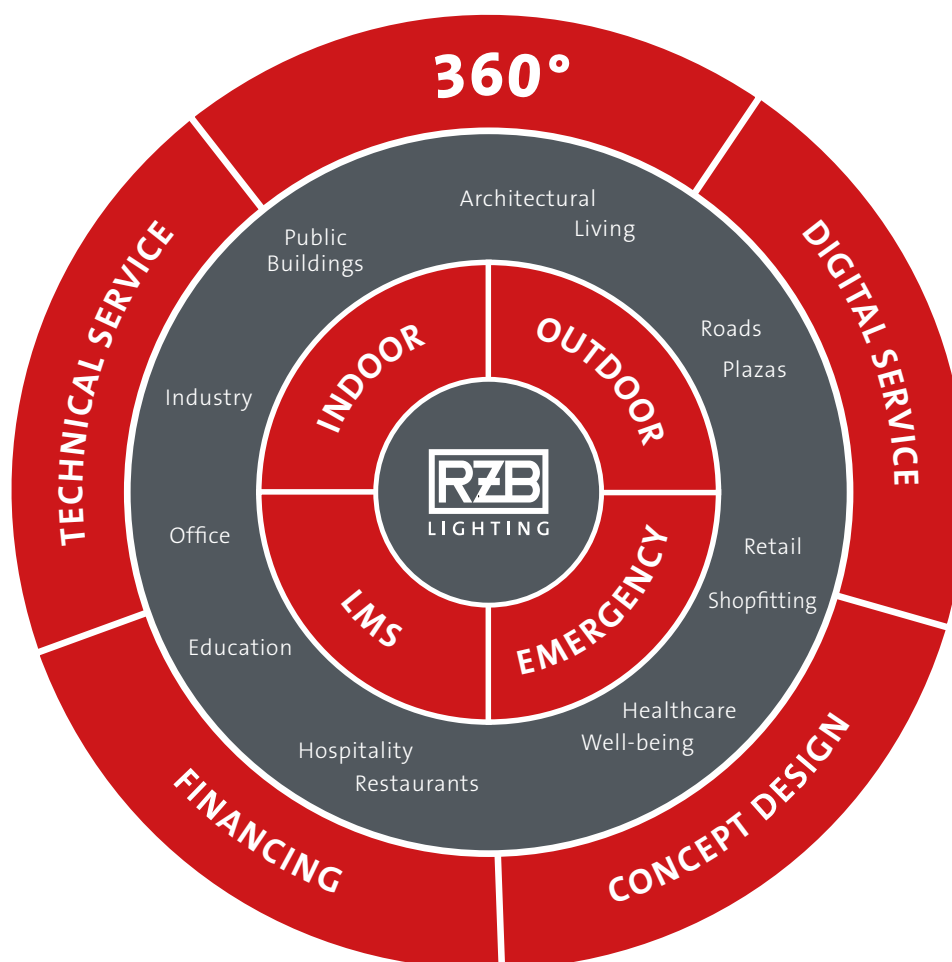 360°
DIGITAL SERVICE
CONCEPT DESIGN
FINANCING
TECHNICAL SERVICE
Architectural
Living
Roads
Plazas
Retail
Shopfitting
Healthcare
Well-being
Hospitality
Restaurants
Education
Office
Industry
Public
Buildings
INDOOR
OUTDOOR
EMERGENCY
LMS
RZB
LIGHTING